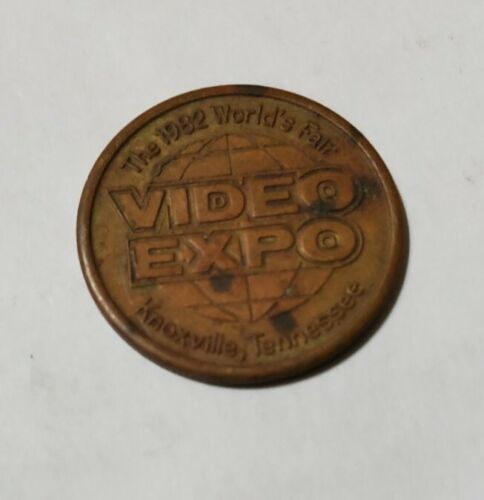 The 1982 World's Fair
VIDEO
EXPO
Knoxville, Tennessee